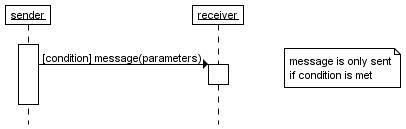 sender
receiver
[condition] message(parameters)
message is only sent
if condition is met